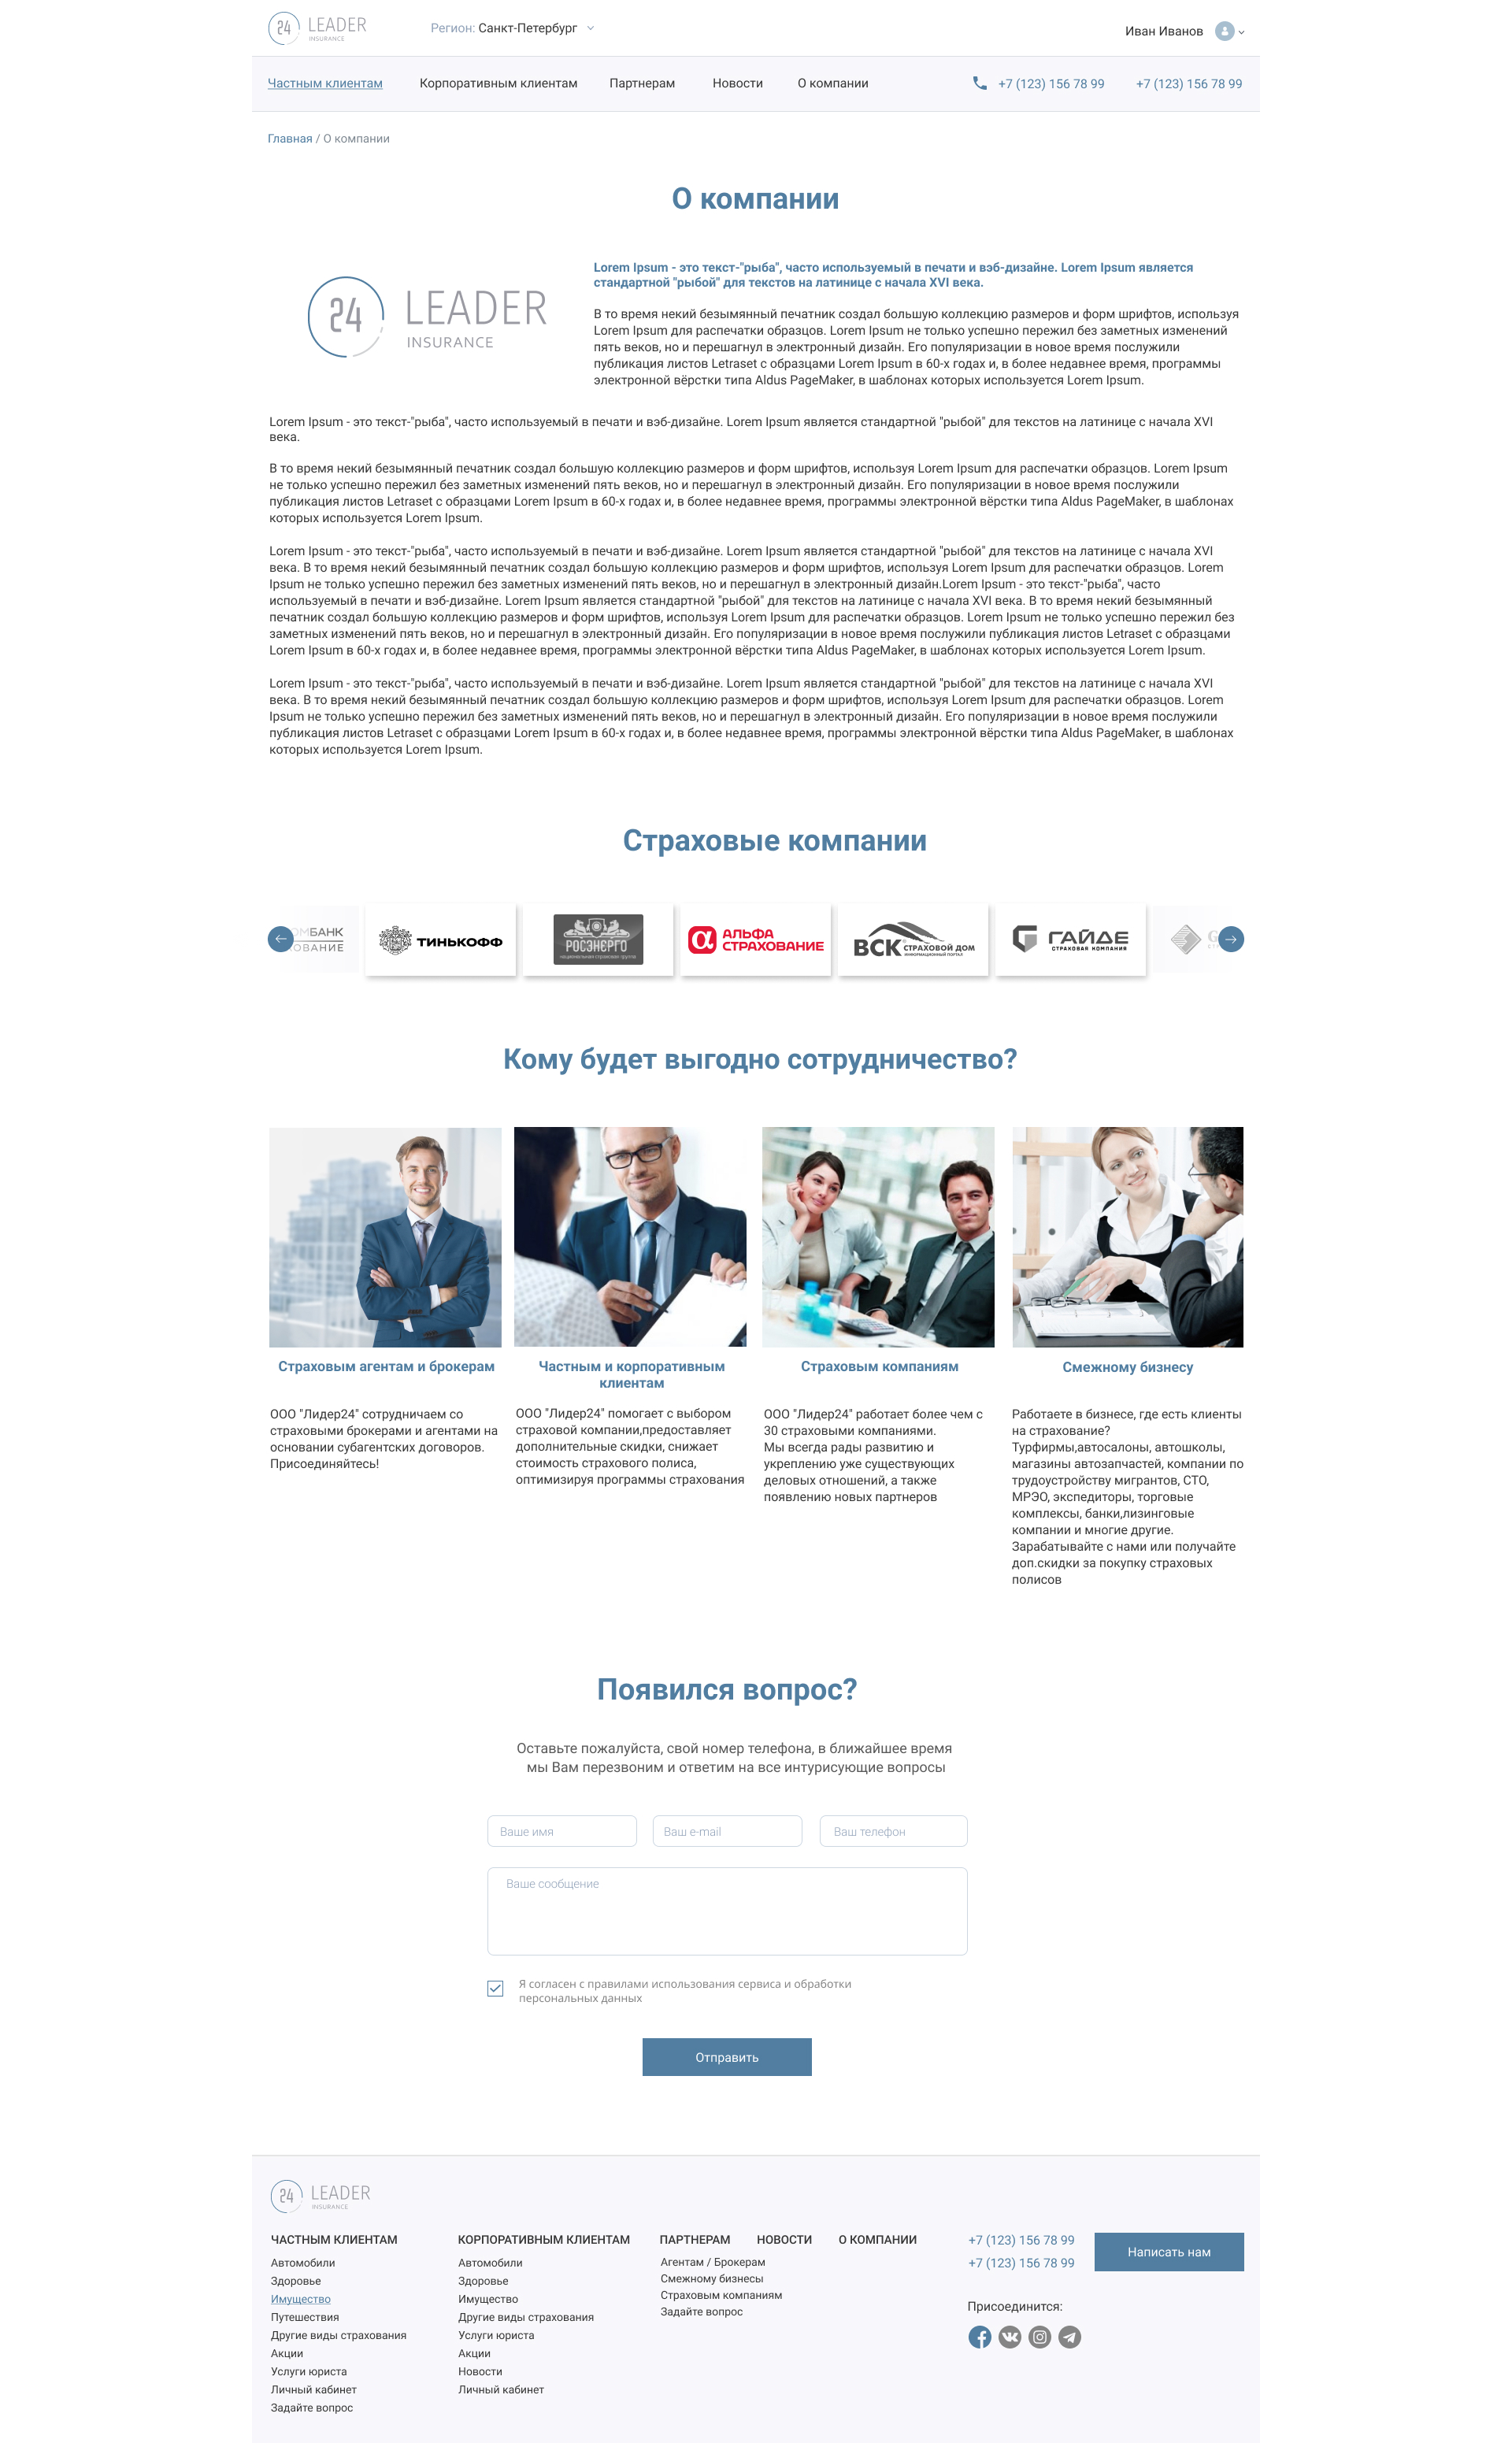 24 LEADER
INSURANCE
Регион: Санкт-Петербург
Иван Иванов
Частным клиентам
Корпоративным клиентам
Партнерам
Новости
О компании
+7 (123) 156 78 99
+7 (123) 156 78 99
Главная / О компании
О компании
24 LEADER
INSURANCE
Lorem Ipsum - это текст-"рыба", часто используемый в печати и вэб-дизайне. Lorem Ipsum является
стандартной "рыбой" для текстов на латинице с начала XVI века.
В то время некий безымянный печатник создал большую коллекцию размеров и форм шрифтов, используя
Lorem Ipsum для распечатки образцов. Lorem Ipsum не только успешно пережил без заметных изменений
пять веков, но и перешагнул в электронный дизайн. Его популяризации в новое время послужили
публикация листов Letraset с образцами Lorem Ipsum в 60-х годах и, в более недавнее время, программы
электронной вёрстки типа Aldus PageMaker, в шаблонах которых используется Lorem Ipsum.
Lorem Ipsum - это текст-"рыба", часто используемый в печати и вэб-дизайне. Lorem Ipsum является стандартной "рыбой" для текстов на латинице с начала XVI
века.
В то время некий безымянный печатник создал большую коллекцию размеров и форм шрифтов, используя Lorem Ipsum для распечатки образцов. Lorem Ipsum
не только успешно пережил без заметных изменений пять веков, но и перешагнул в электронный дизайн. Его популяризации в новое время послужили
публикация листов Letraset с образцами Lorem Ipsum в 60-х годах и, в более недавнее время, программы электронной вёрстки типа Aldus PageMaker, в шаблонах
которых используется Lorem Ipsum.
Lorem Ipsum - это текст-"рыба", часто используемый в печати и вэб-дизайне. Lorem Ipsum является стандартной "рыбой" для текстов на латинице с начала XVI
века. В то время некий безымянный печатник создал большую коллекцию размеров и форм шрифтов, используя Lorem Ipsum для распечатки образцов. Lorem
Ipsum не только успешно пережил без заметных изменений пять веков, но и перешагнул в электронный дизайн.Lorem Ipsum - это текст-"рыба", часто
используемый в печати и вэб-дизайне. Lorem Ipsum является стандартной "рыбой" для текстов на латинице с начала XVI века. В то время некий безымянный
печатник создал большую коллекцию размеров и форм шрифтов, используя Lorem Ipsum для распечатки образцов. Lorem Ipsum не только успешно пережил без
заметных изменений пять веков, но и перешагнул в электронный дизайн. Его популяризации в новое время послужили публикация листов Letraset с образцами
Lorem Ipsum в 60-х годах и, в более недавнее время, программы электронной вёрстки типа Aldus PageMaker, в шаблонах которых используется Lorem Ipsum.
Lorem Ipsum - это текст-"рыба", часто используемый в печати и вэб-дизайне. Lorem Ipsum является стандартной "рыбой" для текстов на латинице с начала XVI
века. В то время некий безымянный печатник создал большую коллекцию размеров и форм шрифтов, используя Lorem Ipsum для распечатки образцов. Lorem
Ipsum не только успешно пережил без заметных изменений пять веков, но и перешагнул в электронный дизайн. Его популяризации в новое время послужили
публикация листов Letraset с образцами Lorem Ipsum в 60-х годах и, в более недавнее время, программы электронной вёрстки типа Aldus PageMaker, в шаблонах
которых используется Lorem Ipsum.
Страховые компании
ОМБАНК
ОВАНИЕ
ТИНЬКОФФ
РОСЭНЕРГО
национальная страховая группа
АЛЬФА
СТРАХОВАНИЕ
ВСК СТРАХОВОЙ ДОМ
ИНФОРМАЦИОННЫЙ ПОРТАЛ
ГАЙДЕ
СТРАХОВАЯ КОМПАНИЯ
Кому будет выгодно сотрудничество?
Страховым агентам и брокерам
ООО "Лидер24" сотрудничаем со
страховыми брокерами и агентами на
основании субагентских договоров.
Присоединяйтесь!
Частным и корпоративным
клиентам
ООО "Лидер24" помогает с выбором
страховой компании,предоставляет
дополнительные скидки, снижает
стоимость страхового полиса,
оптимизируя программы страхования
Страховым компаниям
ООО "Лидер24" работает более чем с
30 страховыми компаниями.
Мы всегда рады развитию и
укреплению уже существующих
деловых отношений, а также
появлению новых партнеров
Смежному бизнесу
Работаете в бизнесе, где есть клиенты
на страхование?
Турфирмы,автосалоны, автошколы,
магазины автозапчастей, компании по
трудоустройству мигрантов, СТО,
МРЭО, экспедиторы, торговые
комплексы, банки,лизинговые
компании и многие другие.
Зарабатывайте с нами или получайте
доп.скидки за покупку страховых
полисов
Появился вопрос?
Оставьте пожалуйста, свой номер телефона, в ближайшее время
мы Вам перезвоним и ответим на все интурисующие вопросы
Ваше имя
Ваш e-mail
Ваш телефон
Ваше сообщение
Я согласен с правилами использования сервиса и обработки
персональных данных
Отправить
24 LEADER
INSURANCE
ЧАСТНЫМ КЛИЕНТАМ
Автомобили
Здоровье
Имущество
Путешествия
Другие виды страхования
Акции
Услуги юриста
Личный кабинет
Задайте вопрос
КОРПОРАТИВНЫМ КЛИЕНТАМ
Автомобили
Здоровье
Имущество
Другие виды страхования
Услуги юриста
Акции
Новости
Личный кабинет
ПАРТНЕРАМ
Агентам / Брокерам
Смежному бизнесы
Страховым компаниям
Задайте вопрос
НОВОСТИ
О КОМПАНИИ
+7 (123) 156 78 99
+7 (123) 156 78 99
Написать нам
Присоединится: